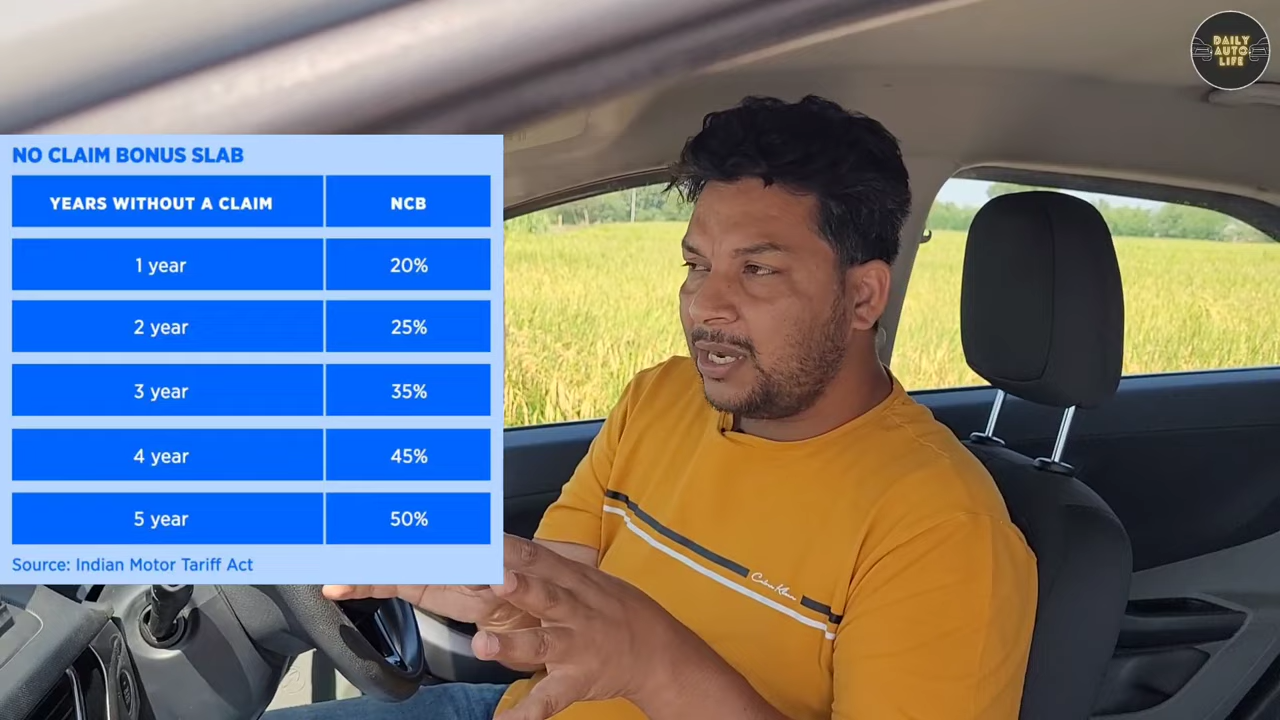 DAILY
AUTO
LIFE
NO CLAIM BONUS SLAB
YEARS WITHOUT A CLAIM NCB
1 year 20%
2 year 25%
3 year 35%
4 year 45%
5 year 50%
Source: Indian Motor Tariff Act